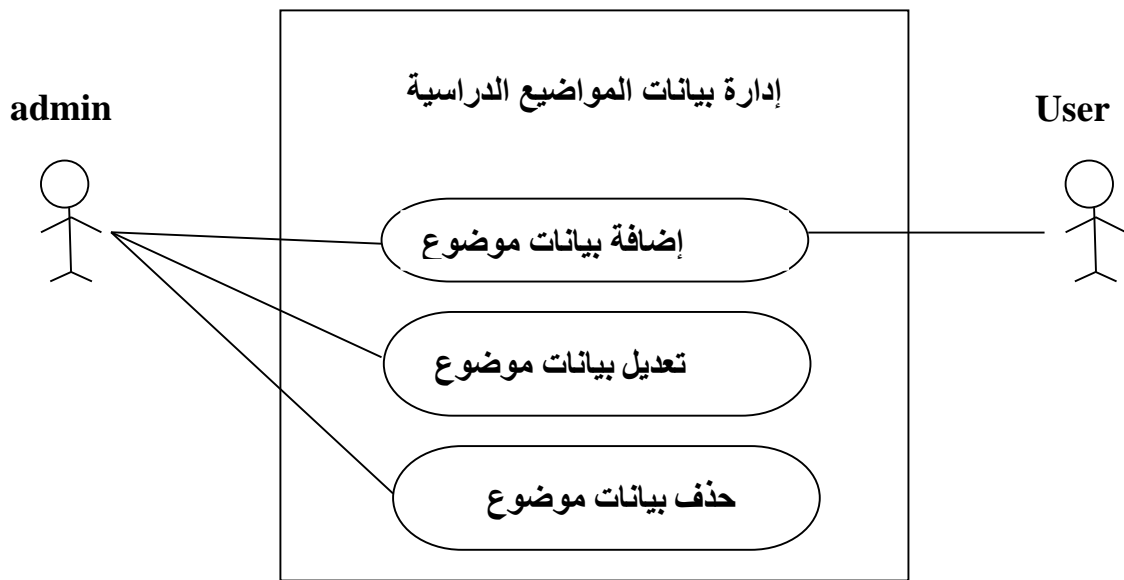 إدارة بيانات المواضيع الدراسية
admin
User
إضافة بيانات موضوع
تعديل بيانات موضوع
حذف بيانات موضوع